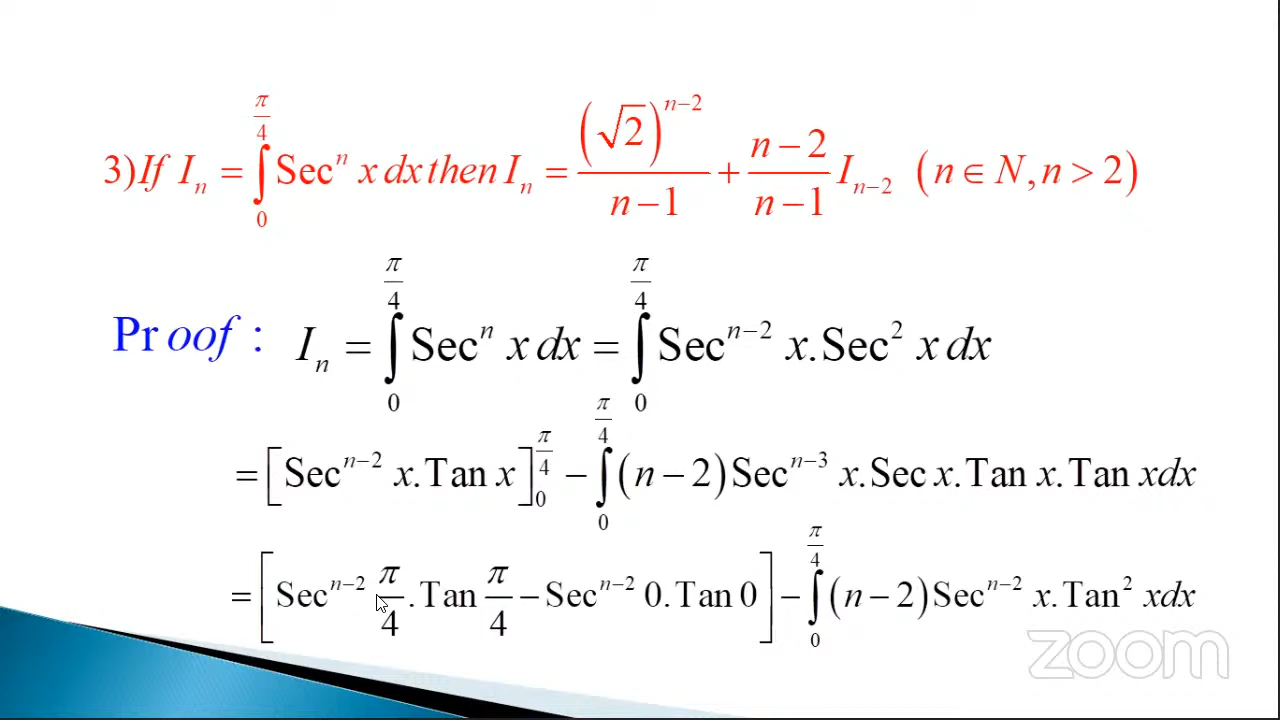 3) If I_n = ∫_0^{π/4} Sec^n x dx then I_n = (√2)^{n−2}/(n−1) + (n−2)/(n−1) I_{n−2} (n ∈ N, n > 2)
Proof : I_n = ∫_0^{π/4} Sec^n x dx = ∫_0^{π/4} Sec^{n−2} x.Sec^2 x dx
= [Sec^{n−2} x.Tan x]_0^{π/4} − ∫_0^{π/4} (n−2)Sec^{n−3} x.Sec x.Tan x.Tan xdx
= [Sec^{n−2} π/4 .Tan π/4 − Sec^{n−2} 0.Tan 0] − ∫_0^{π/4} (n−2)Sec^{n−2} x.Tan^2 xdx
zoom